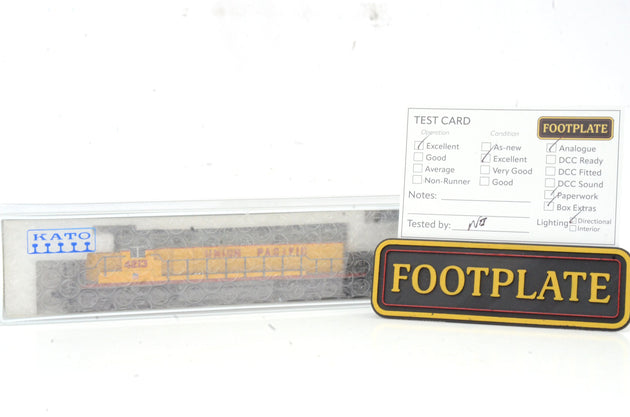 KATO
UNION PACIFIC
TEST CARD
FOOTPLATE
Operation
Condition
Excellent
Good
Average
Non-Runner
As-new
Excellent
Very Good
Good
Analogue
DCC Ready
DCC Fitted
DCC Sound
Paperwork
Box Extras
Notes:
Tested by:
Lighting
Directional
Interior
FOOTPLATE